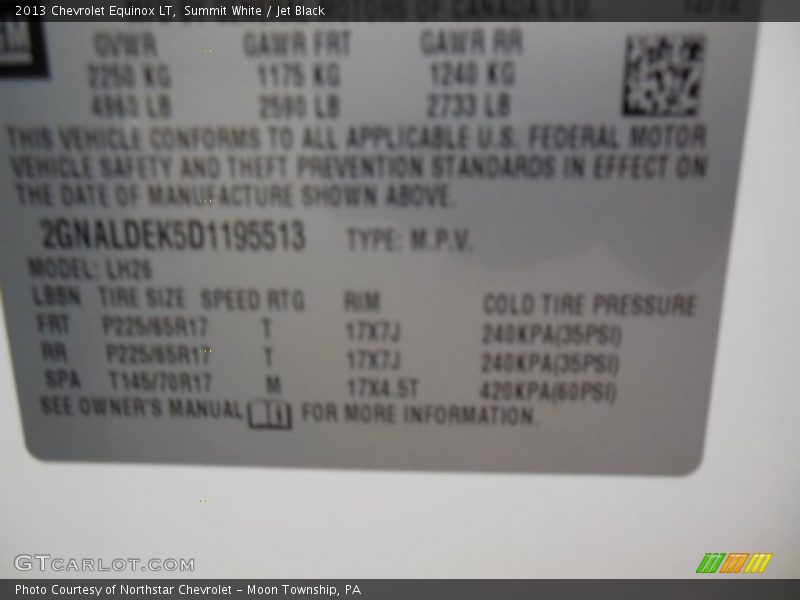 2013 Chevrolet Equinox LT, Summit White / Jet Black
MOTORS OF CANADA LTD.
GVWR GAWR FRT GAWR RR
2250 KG 1175 KG 1240 KG
4960 LB 2590 LB 2733 LB
THIS VEHICLE CONFORMS TO ALL APPLICABLE U.S. FEDERAL MOTOR
VEHICLE SAFETY AND THEFT PREVENTION STANDARDS IN EFFECT ON
THE DATE OF MANUFACTURE SHOWN ABOVE.
2GNALDEK5D1195513 TYPE: M.P.V.
MODEL: LH26
LBBN TIRE SIZE SPEED RTG RIM COLD TIRE PRESSURE
FRT P225/65R17 T 17X7J 240KPA(35PSI)
RR P225/65R17 T 17X7J 240KPA(35PSI)
SPA T145/70R17 M 17X4.5T 420KPA(60PSI)
SEE OWNER'S MANUAL FOR MORE INFORMATION.
GTCARLOT.COM
Photo Courtesy of Northstar Chevrolet - Moon Township, PA